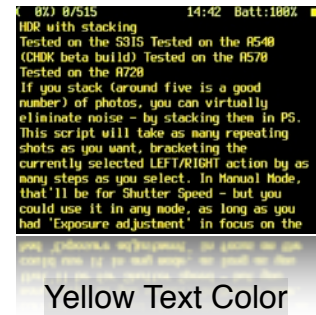 ( 0%) 0/515 14:42 Batt:100%
HDR with stacking
Tested on the S3IS Tested on the A540
(CHDK beta build) Tested on the A570
Tested on the A720
If you stack (around five is a good
number) of photos, you can virtually
eliminate noise - by stacking them in PS.
This script will take as many repeating
shots as you want, bracketing the
currently selected LEFT/RIGHT action by as
many steps as you select. In Manual Mode,
that'll be for Shutter Speed - but you
could use it in any mode, as long as you
had 'Exposure adjustment' in focus on the
Yellow Text Color